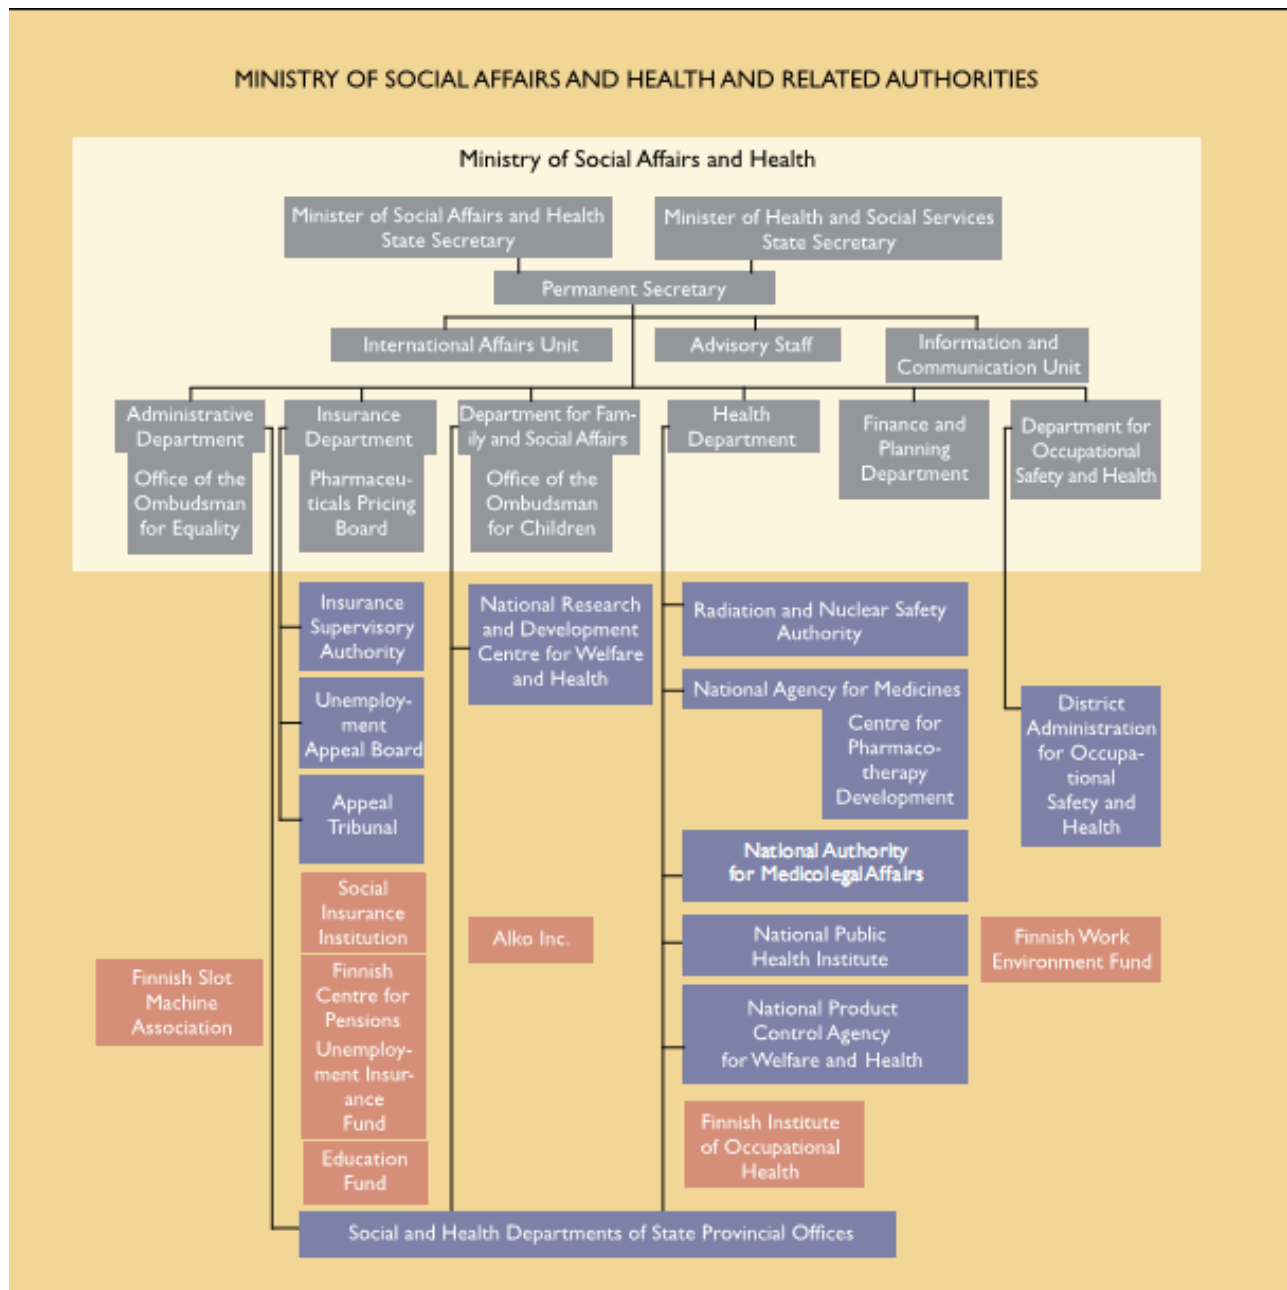 MINISTRY OF SOCIAL AFFAIRS AND HEALTH AND RELATED AUTHORITIES
Ministry of Social Affairs and Health
Minister of Social Affairs and Health
State Secretary
Minister of Health and Social Services
State Secretary
Permanent Secretary
International Affairs Unit
Advisory Staff
Information and
Communication Unit
Administrative
Department
Office of the
Ombudsman
for Equality
Insurance
Department
Pharmaceu-
ticals Pricing
Board
Department for Fam-
ily and Social Affairs
Office of the
Ombudsman
for Children
Health
Department
Finance and
Planning
Department
Department for
Occupational
Safety and Health
Insurance
Supervisory
Authority
Unemploy-
ment
Appeal Board
Appeal
Tribunal
Social
Insurance
Institution
Finnish
Centre for
Pensions
Unemploy-
ment Insur-
ance
Fund
Education
Fund
Finnish Slot
Machine
Association
National Research
and Development
Centre for Welfare
and Health
Alko Inc.
Radiation and Nuclear Safety
Authority
National Agency for Medicines
Centre for
Pharmaco-
therapy
Development
National Authority
for Medicolegal Affairs
National Public
Health Institute
National Product
Control Agency
for Welfare and Health
Finnish Institute
of Occupational
Health
District
Administration
for Occupa-
tional
Safety and
Health
Finnish Work
Environment Fund
Social and Health Departments of State Provincial Offices